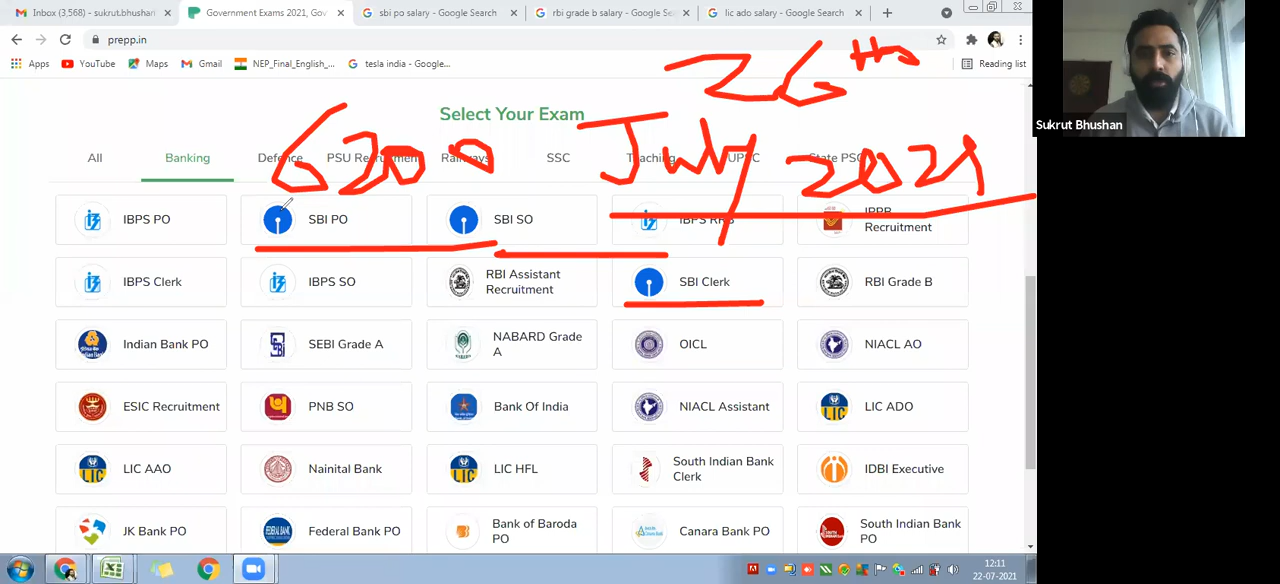 Inbox (3,568) - sukrut.bhushan
Government Exams 2021, Gov
sbi po salary - Google Search
rbi grade b salary - Google Se
lic ado salary - Google Search
prepp.in
Apps YouTube Maps Gmail NEP_Final_English_... tesla india - Google... Reading list
26th
Select Your Exam
6300 July 2021
All Banking Defence PSU Recruitment Railways SSC Teaching UPSC State PSC
IBPS PO
SBI PO
SBI SO
IBPS RRB
IPPB Recruitment
IBPS Clerk
IBPS SO
RBI Assistant Recruitment
SBI Clerk
RBI Grade B
Indian Bank PO
SEBI Grade A
NABARD Grade A
OICL
NIACL AO
ESIC Recruitment
PNB SO
Bank Of India
NIACL Assistant
LIC ADO
LIC AAO
Nainital Bank
LIC HFL
South Indian Bank Clerk
IDBI Executive
JK Bank PO
Federal Bank PO
Bank of Baroda PO
Canara Bank PO
South Indian Bank PO
Sukrut Bhushan
12:11
22-07-2021